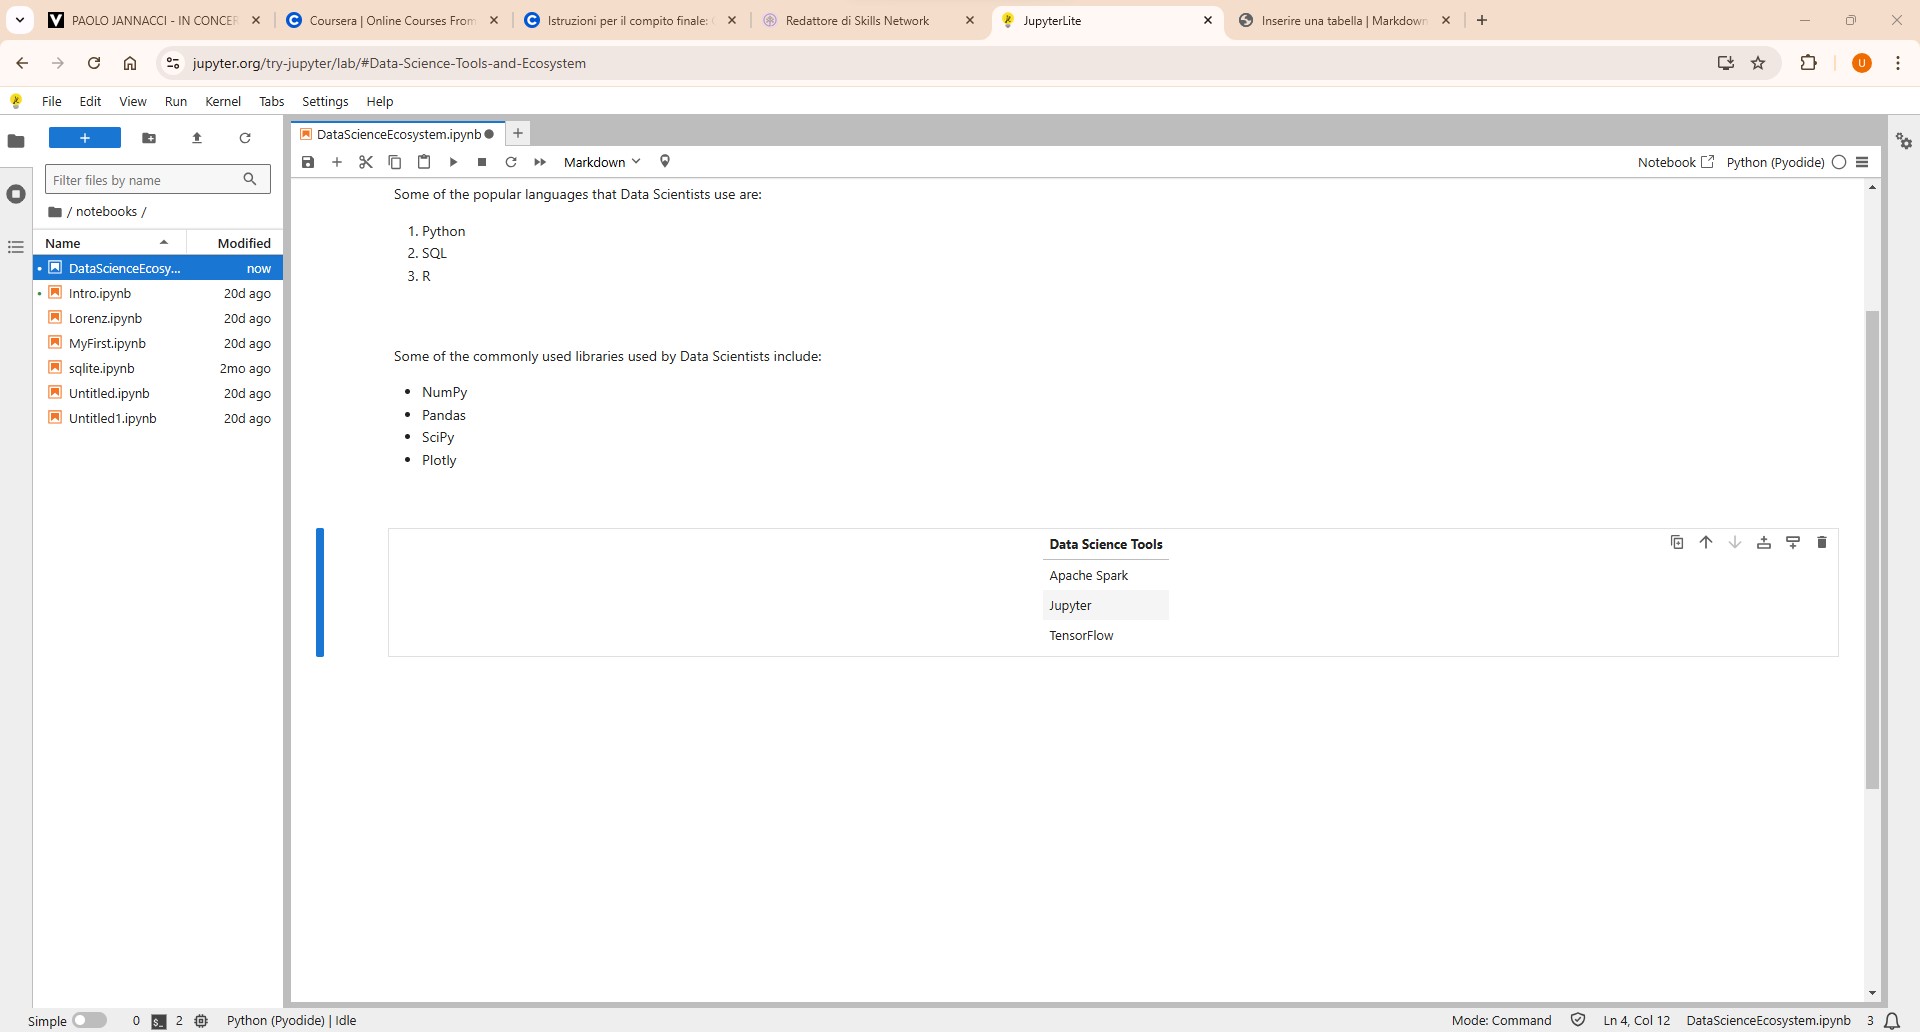 PAOLO JANNACCI - IN CONCER
Coursera | Online Courses From
Istruzioni per il compito finale:
Redattore di Skills Network
JupyterLite
Inserire una tabella | Markdown
jupyter.org/try-jupyter/lab/#Data-Science-Tools-and-Ecosystem
U
File Edit View Run Kernel Tabs Settings Help
DataScienceEcosystem.ipynb
Markdown
Notebook
Python (Pyodide)
Filter files by name
/ notebooks /
Name Modified
DataScienceEcosy... now
Intro.ipynb 20d ago
Lorenz.ipynb 20d ago
MyFirst.ipynb 20d ago
sqlite.ipynb 2mo ago
Untitled.ipynb 20d ago
Untitled1.ipynb 20d ago
Some of the popular languages that Data Scientists use are:
1. Python
2. SQL
3. R
Some of the commonly used libraries used by Data Scientists include:
• NumPy
• Pandas
• SciPy
• Plotly
Data Science Tools
Apache Spark
Jupyter
TensorFlow
Simple 0 2 Python (Pyodide) | Idle
Mode: Command Ln 4, Col 12 DataScienceEcosystem.ipynb 3